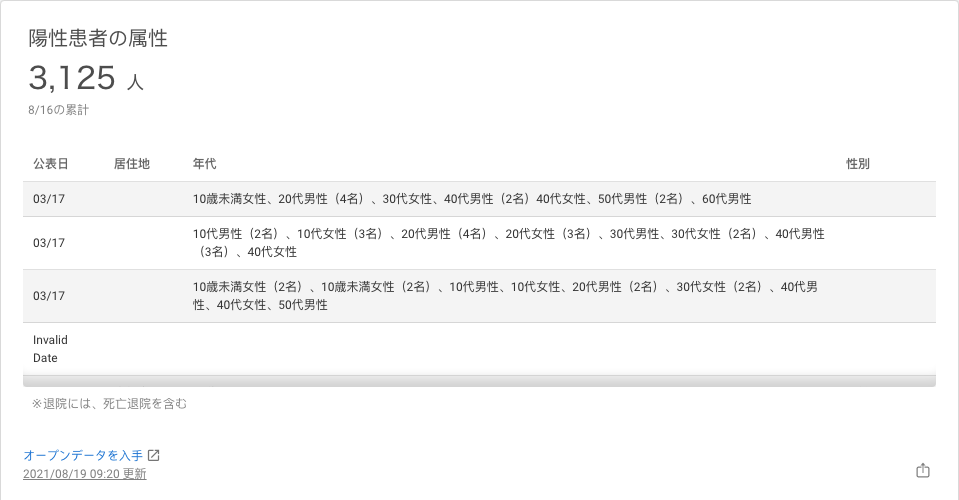 陽性患者の属性
3,125 人
8/16の累計
公表日 居住地 年代 性別
03/17 10歳未満女性、20代男性（4名）、30代女性、40代男性（2名）40代女性、50代男性（2名）、60代男性
03/17 10代男性（2名）、10代女性（3名）、20代男性（4名）、20代女性（3名）、30代男性、30代女性（2名）、40代男性
（3名）、40代女性
03/17 10歳未満女性（2名）、10歳未満女性（2名）、10代男性、10代女性、20代男性（2名）、30代女性（2名）、40代男
性、40代女性、50代男性
Invalid
Date
※退院には、死亡退院を含む
オープンデータを入手
2021/08/19 09:20 更新